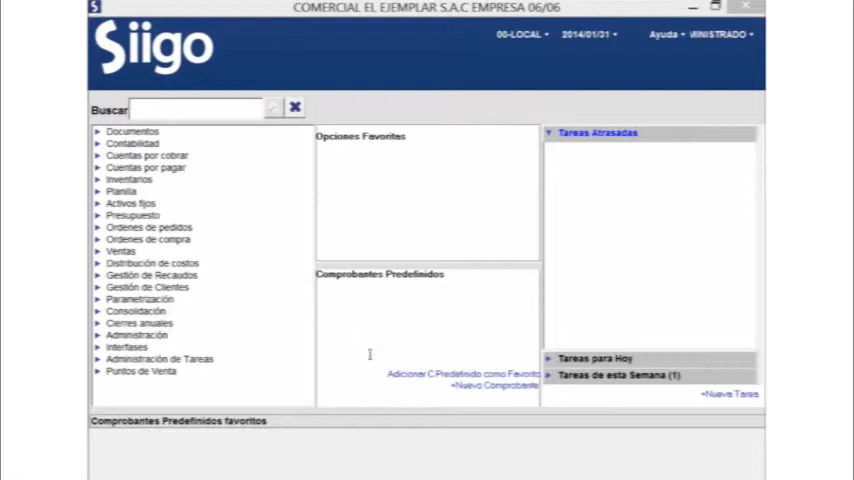 COMERCIAL EL EJEMPLAR S.A.C EMPRESA 06/06
Siigo
00-LOCAL
2014/01/31
Ayuda
MINISTRADO
Buscar
Documentos
Contabilidad
Cuentas por cobrar
Cuentas por pagar
Inventarios
Planilla
Activos fijos
Presupuesto
Ordenes de pedidos
Ordenes de compra
Ventas
Distribución de costos
Gestión de Recaudos
Gestión de Clientes
Parametrización
Consolidación
Cierres anuales
Administración
Interfases
Administración de Tareas
Puntos de Venta
Opciones Favoritas
Comprobantes Predefinidos
Adicionar C.Predefinido como Favorito
+Nuevo Comprobante
Tareas Atrasadas
Tareas para Hoy
Tareas de esta Semana (1)
+Nueva Tarea
Comprobantes Predefinidos favoritos